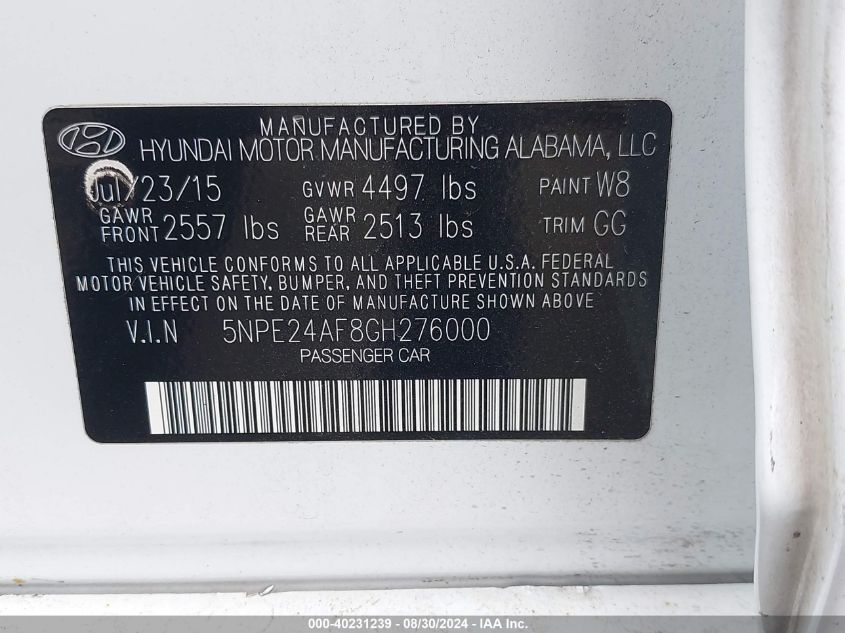 MANUFACTURED BY
HYUNDAI MOTOR MANUFACTURING ALABAMA, LLC
Jul/23/15 GVWR 4497 lbs PAINT W8
GAWR FRONT 2557 lbs GAWR REAR 2513 lbs TRIM GG
THIS VEHICLE CONFORMS TO ALL APPLICABLE U.S.A. FEDERAL
MOTOR VEHICLE SAFETY, BUMPER, AND THEFT PREVENTION STANDARDS
IN EFFECT ON THE DATE OF MANUFACTURE SHOWN ABOVE
V.I.N 5NPE24AF8GH276000
PASSENGER CAR
000-40231239 - 08/30/2024 - IAA Inc.